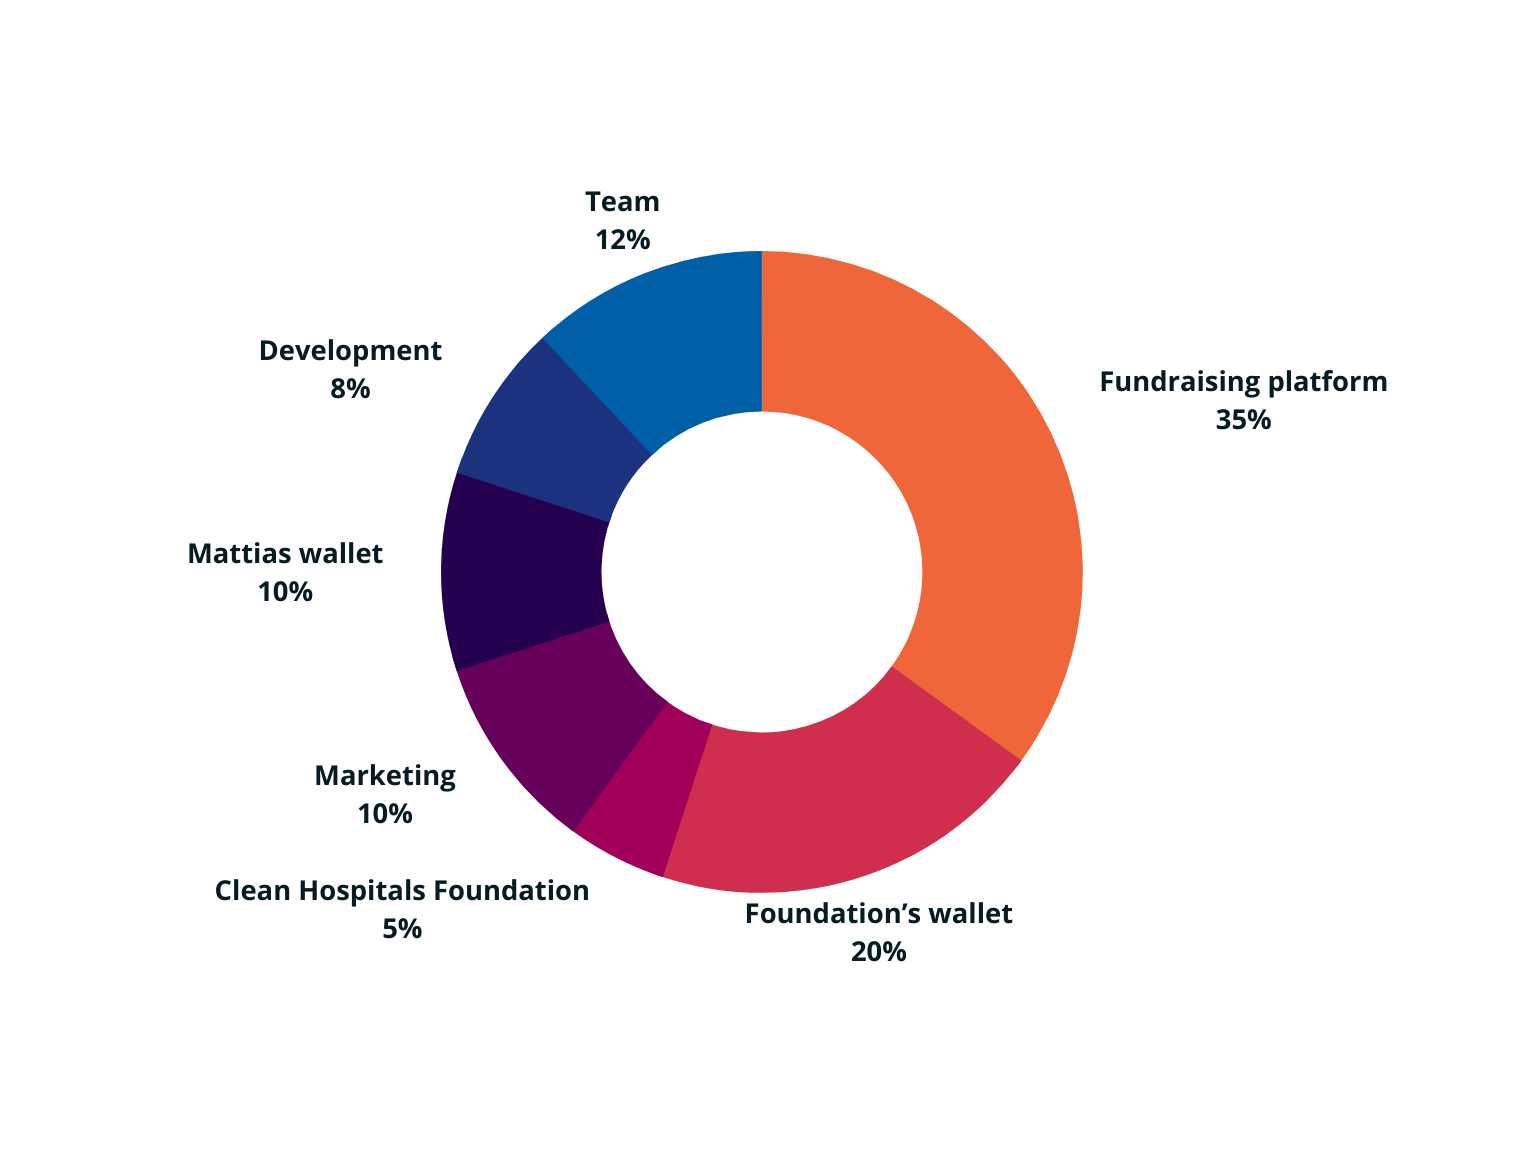 Team
12%
Development
8%
Fundraising platform
35%
Mattias wallet
10%
Marketing
10%
Clean Hospitals Foundation
5%
Foundation’s wallet
20%